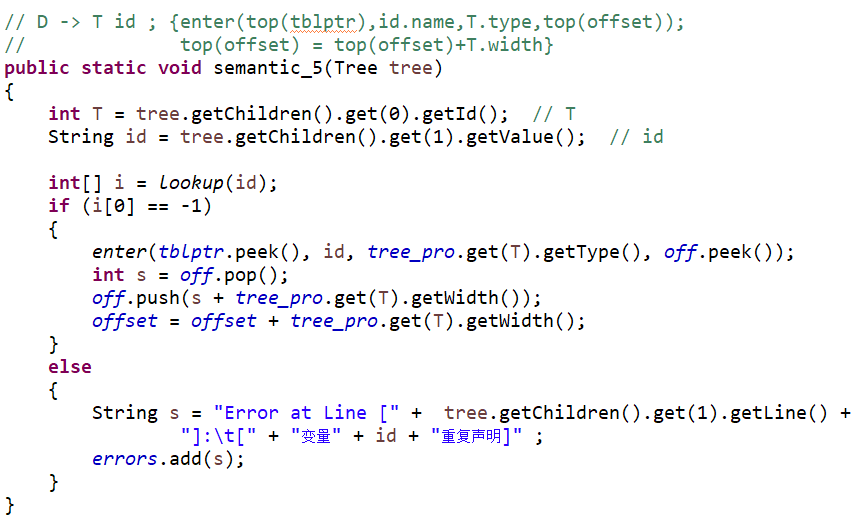 // D -> T id ; {enter(top(tblptr),id.name,T.type,top(offset));
//             top(offset) = top(offset)+T.width}
public static void semantic_5(Tree tree)
{
    int T = tree.getChildren().get(0).getId();  // T
    String id = tree.getChildren().get(1).getValue();  // id

    int[] i = lookup(id);
    if (i[0] == -1)
    {
        enter(tblptr.peek(), id, tree_pro.get(T).getType(), off.peek());
        int s = off.pop();
        off.push(s + tree_pro.get(T).getWidth());
        offset = offset + tree_pro.get(T).getWidth();
    }
    else
    {
        String s = "Error at Line [" +  tree.getChildren().get(1).getLine() +
                "]:\t[" + "变量" + id + "重复声明]" ;
        errors.add(s);
    }
}